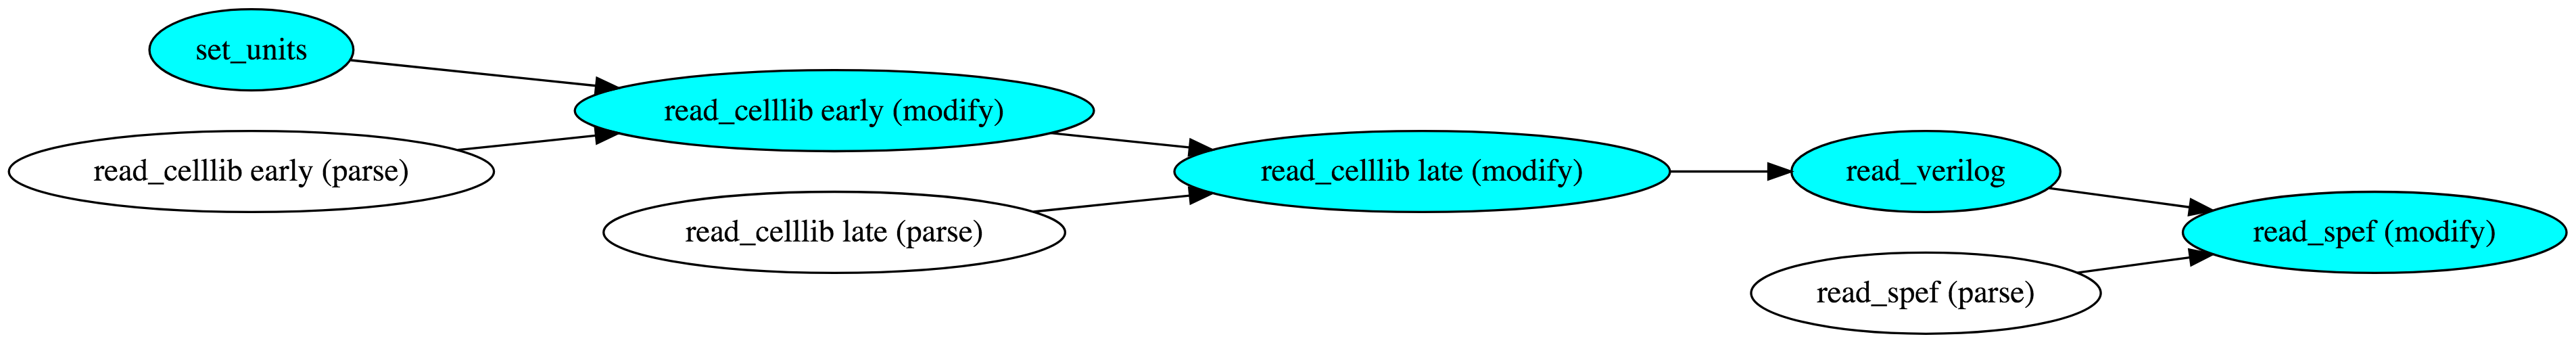 set_units
read_celllib early (modify)
read_celllib early (parse)
read_celllib late (modify)
read_celllib late (parse)
read_verilog
read_spef (modify)
read_spef (parse)